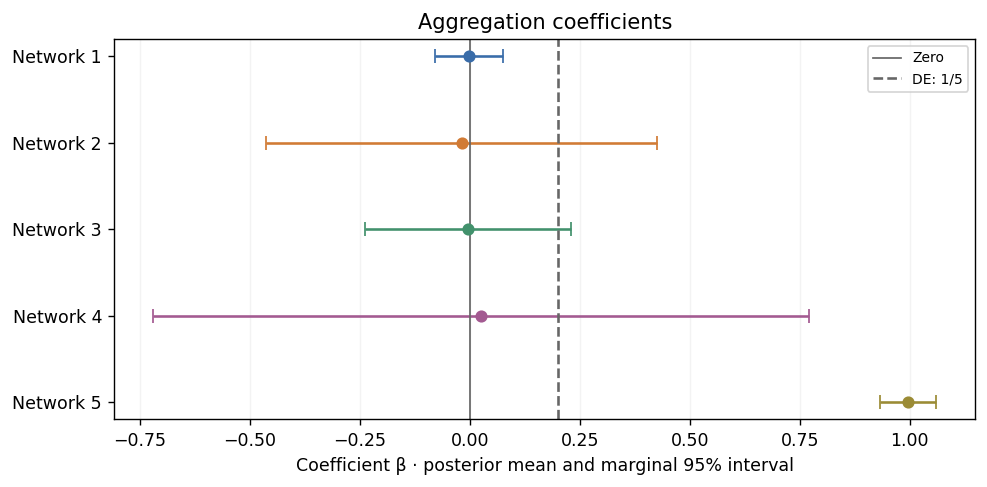 Aggregation coefficients
Network 1
Network 2
Network 3
Network 4
Network 5
Zero
DE: 1/5
−0.75 −0.50 −0.25 0.00 0.25 0.50 0.75 1.00
Coefficient β · posterior mean and marginal 95% interval